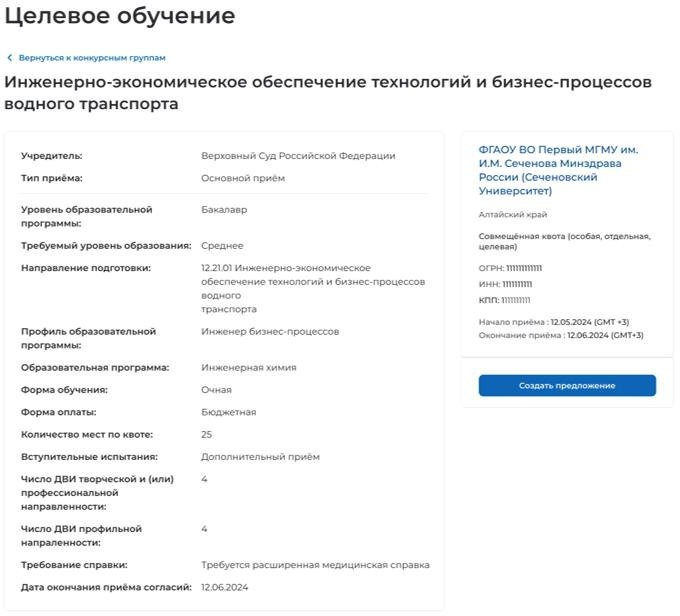 Целевое обучение
Вернуться к конкурсным группам
Инженерно-экономическое обеспечение технологий и бизнес-процессов
водного транспорта
Учредитель: Верховный Суд Российской Федерации
Тип приёма: Основной приём
Уровень образовательной
программы:
Бакалавр
Требуемый уровень образования: Среднее
Направление подготовки:
12.21.01 Инженерно-экономическое
обеспечение технологий и бизнес-процессов
водного
транспорта
Профиль образовательной
программы:
Инженер бизнес-процессов
Образовательная программа: Инженерная химия
Форма обучения: Очная
Форма оплаты: Бюджетная
Количество мест по квоте: 25
Вступительные испытания: Дополнительный приём
Число ДВИ творческой и (или)
профессиональной
направленности:
4
Число ДВИ профильной
напраленности:
4
Требование справки: Требуется расширенная медицинская справка
Дата окончания приёма согласий: 12.06.2024
ФГАОУ ВО Первый МГМУ им.
И.М. Сеченова Минздрава
России (Сеченовский
Университет)
Алтайский край
Совмещённая квота (особая, отдельная,
целевая)
ОГРН: 1111111111111
ИНН: 1111111111
КПП: 111111111
Начало приёма : 12.05.2024 (GMT +3)
Окончание приёма : 12.06.2024 (GMT+3)
Создать предложение